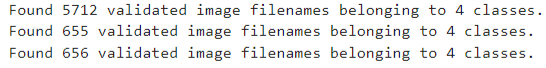 Found 5712 validated image filenames belonging to 4 classes.
Found 655 validated image filenames belonging to 4 classes.
Found 656 validated image filenames belonging to 4 classes.